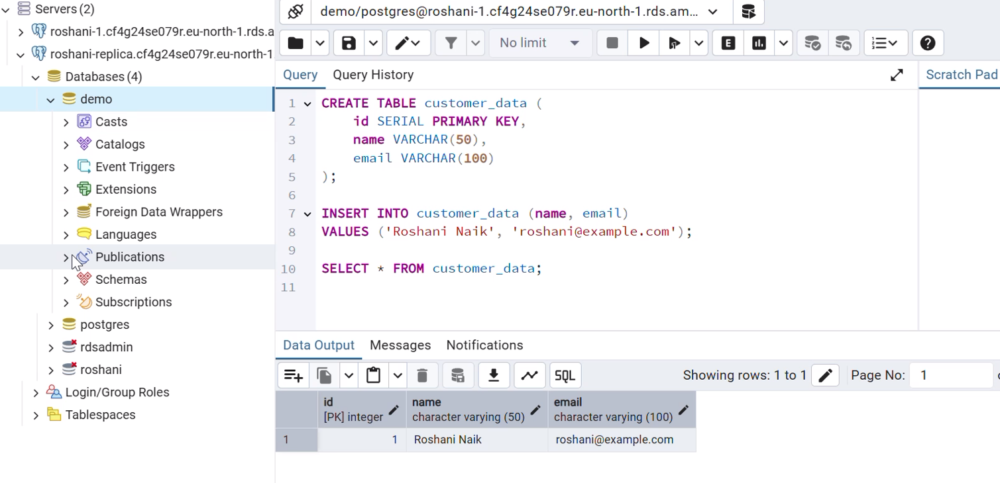 Servers (2)
roshani-1.cf4g24se079r.eu-north-1.rds.a
roshani-replica.cf4g24se079r.eu-north-1
Databases (4)
demo
Casts
Catalogs
Event Triggers
Extensions
Foreign Data Wrappers
Languages
Publications
Schemas
Subscriptions
postgres
rdsadmin
roshani
Login/Group Roles
Tablespaces
demo/postgres@roshani-1.cf4g24se079r.eu-north-1.rds.am...
No limit
E
Query Query History
Scratch Pad
1 CREATE TABLE customer_data (
2 id SERIAL PRIMARY KEY,
3 name VARCHAR(50),
4 email VARCHAR(100)
5 );
6
7 INSERT INTO customer_data (name, email)
8 VALUES ('Roshani Naik', 'roshani@example.com');
9
10 SELECT * FROM customer_data;
11
Data Output Messages Notifications
SQL Showing rows: 1 to 1 Page No: 1
id name email
[PK] integer character varying (50) character varying (100)
1 1 Roshani Naik roshani@example.com